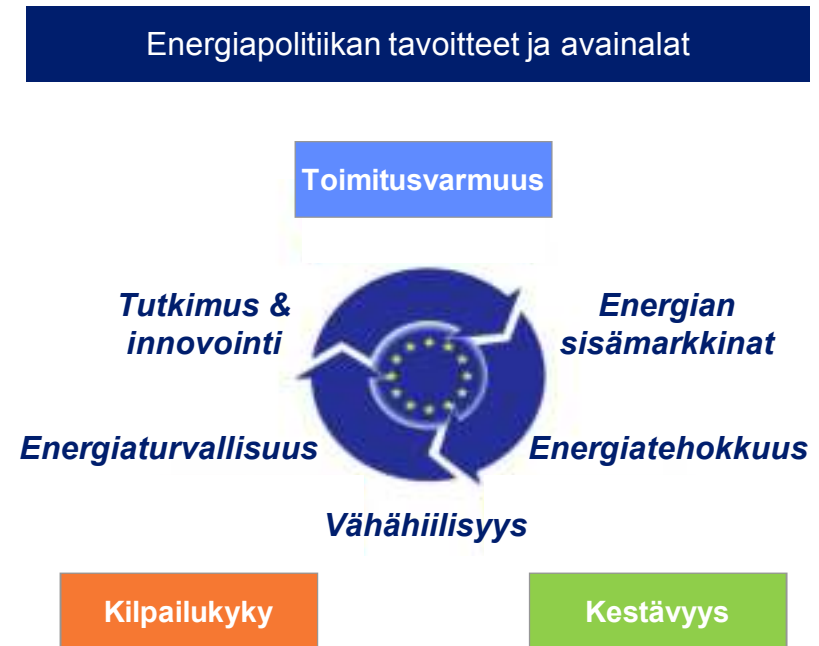 Energiapolitiikan tavoitteet ja avainalat
Toimitusvarmuus
Tutkimus &
innovointi
Energian
sisämarkkinat
Energiaturvallisuus
Energiatehokkuus
Vähähiilisyys
Kilpailukyky
Kestävyys